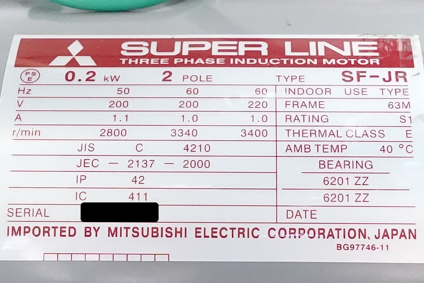 SUPER LINE
THREE PHASE INDUCTION MOTOR
PS E 0.2 kW 2 POLE TYPE SF-JR
Hz 50 60 60 INDOOR USE TYPE
V 200 200 220 FRAME 63M
A 1.1 1.0 1.0 RATING S1
r/min 2800 3340 3400 THERMAL CLASS E
JIS C 4210 AMB TEMP 40 °C
JEC — 2137 — 2000 BEARING
IP 42 6201 ZZ
IC 411 6201 ZZ
SERIAL DATE
IMPORTED BY MITSUBISHI ELECTRIC CORPORATION, JAPAN
BG97746-11